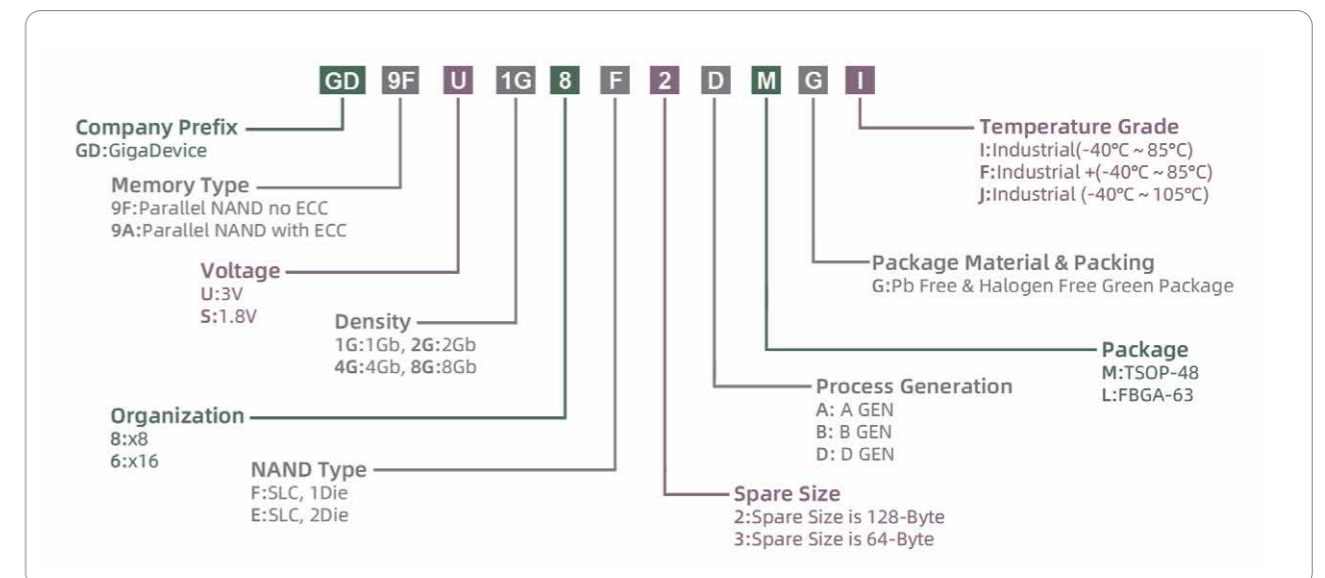 GD 9F U 1G 8 F 2 D M G I
Company Prefix
GD:GigaDevice
Memory Type
9F:Parallel NAND no ECC
9A:Parallel NAND with ECC
Voltage
U:3V
S:1.8V
Density
1G:1Gb, 2G:2Gb
4G:4Gb, 8G:8Gb
Organization
8:x8
6:x16
NAND Type
F:SLC, 1Die
E:SLC, 2Die
Temperature Grade
I:Industrial(-40℃~85℃)
F:Industrial +(-40℃~85℃)
J:Industrial (-40℃~105℃)
Package Material & Packing
G:Pb Free & Halogen Free Green Package
Package
M:TSOP-48
L:FBGA-63
Process Generation
A: A GEN
B: B GEN
D: D GEN
Spare Size
2:Spare Size is 128-Byte
3:Spare Size is 64-Byte